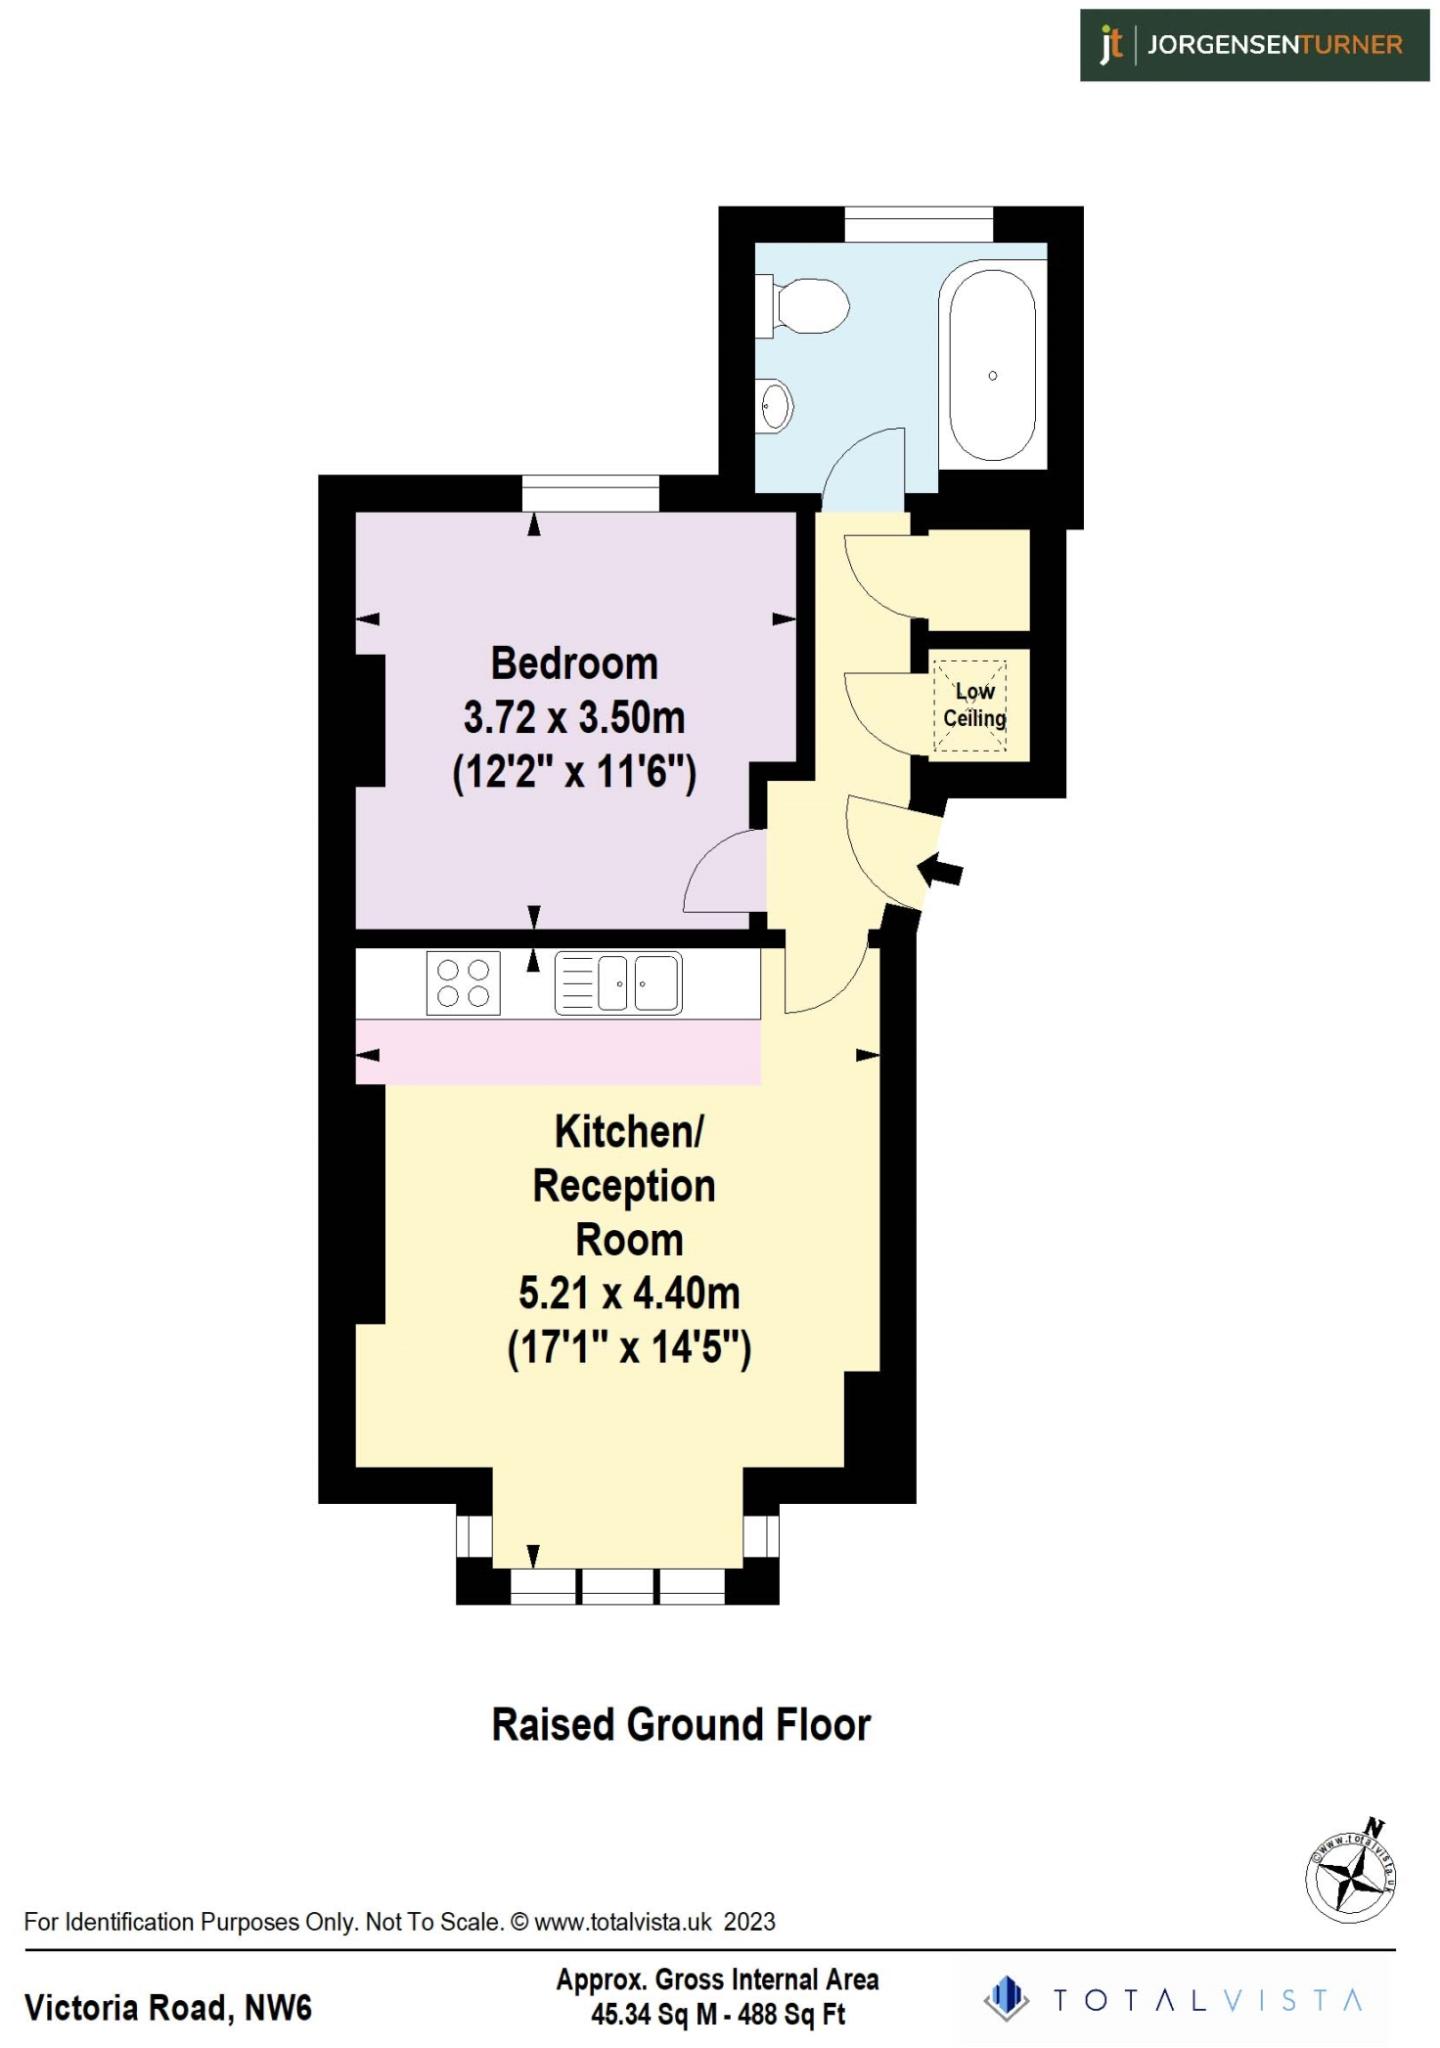 jt | JORGENSENTURNER
Bedroom
3.72 x 3.50m
(12'2" x 11'6")
Low
Ceiling
Kitchen/
Reception
Room
5.21 x 4.40m
(17'1" x 14'5")
Raised Ground Floor
N
©www.totalvista.uk
For Identification Purposes Only. Not To Scale. © www.totalvista.uk 2023
Victoria Road, NW6
Approx. Gross Internal Area
45.34 Sq M - 488 Sq Ft
TOTALVISTA